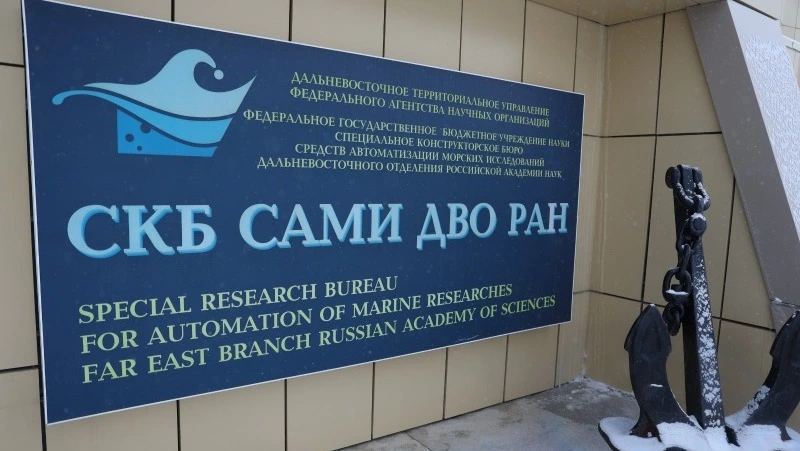 ДАЛЬНЕВОСТОЧНОЕ ТЕРРИТОРИАЛЬНОЕ УПРАВЛЕНИЕ
ФЕДЕРАЛЬНОГО АГЕНТСТВА НАУЧНЫХ ОРГАНИЗАЦИЙ
ФЕДЕРАЛЬНОЕ ГОСУДАРСТВЕННОЕ БЮДЖЕТНОЕ УЧРЕЖДЕНИЕ НАУКИ
СПЕЦИАЛЬНОЕ КОНСТРУКТОРСКОЕ БЮРО
СРЕДСТВ АВТОМАТИЗАЦИИ МОРСКИХ ИССЛЕДОВАНИЙ
ДАЛЬНЕВОСТОЧНОГО ОТДЕЛЕНИЯ РОССИЙСКОЙ АКАДЕМИИ НАУК
СКБ САМИ ДВО РАН
SPECIAL RESEARCH BUREAU
FOR AUTOMATION OF MARINE RESEARCHES
FAR EAST BRANCH RUSSIAN ACADEMY OF SCIENCES